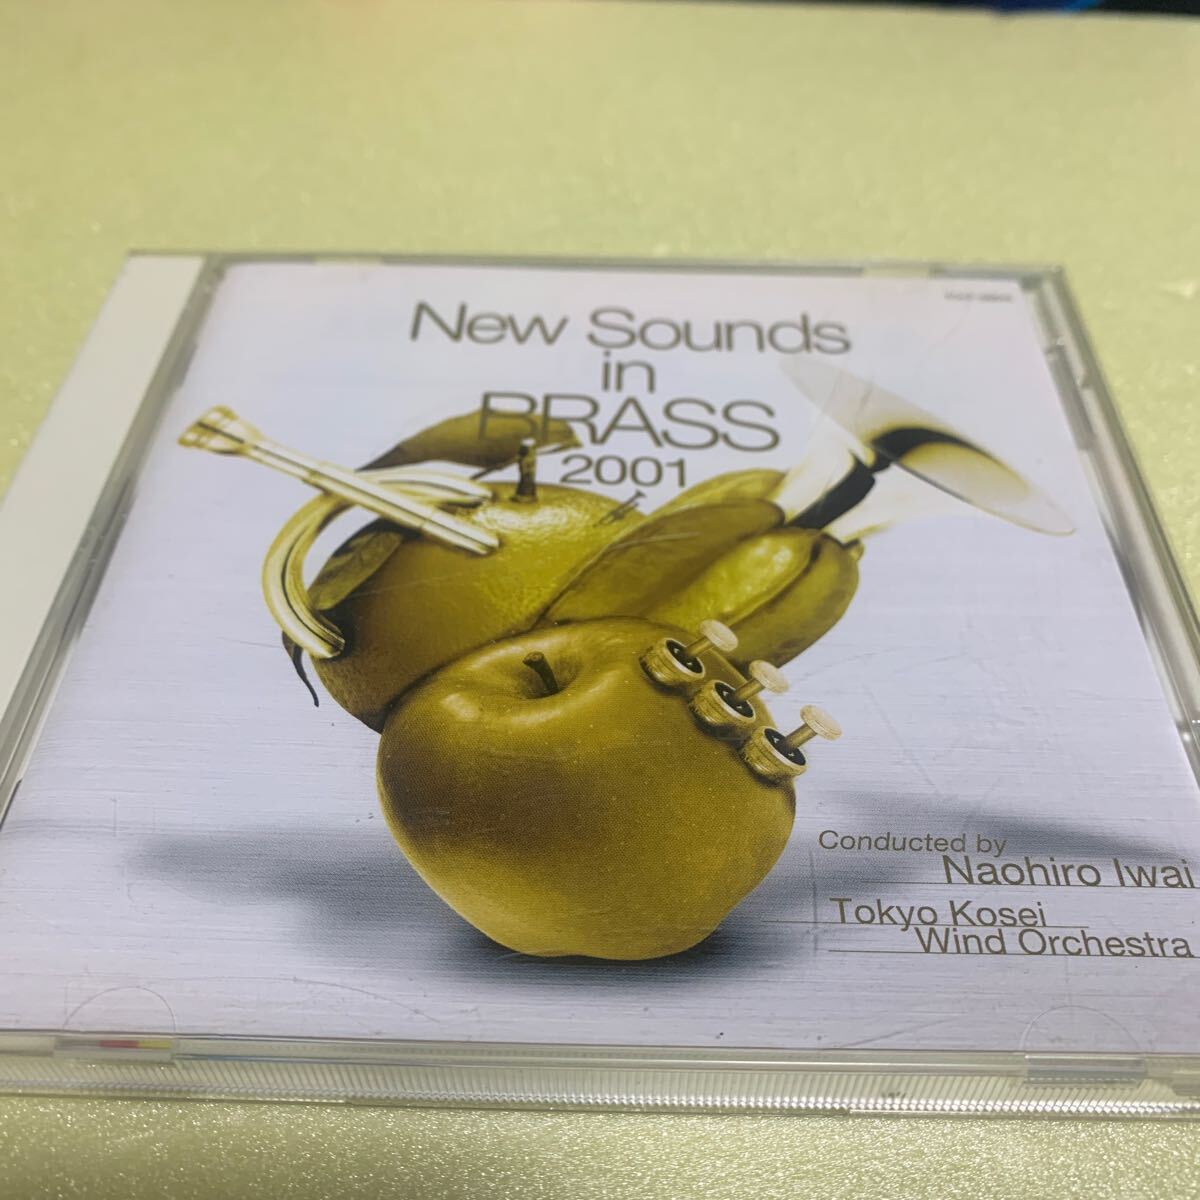 New Sounds
in
BRASS
2001
Conducted by
Naohiro Iwai
Tokyo Kosei
Wind Orchestra